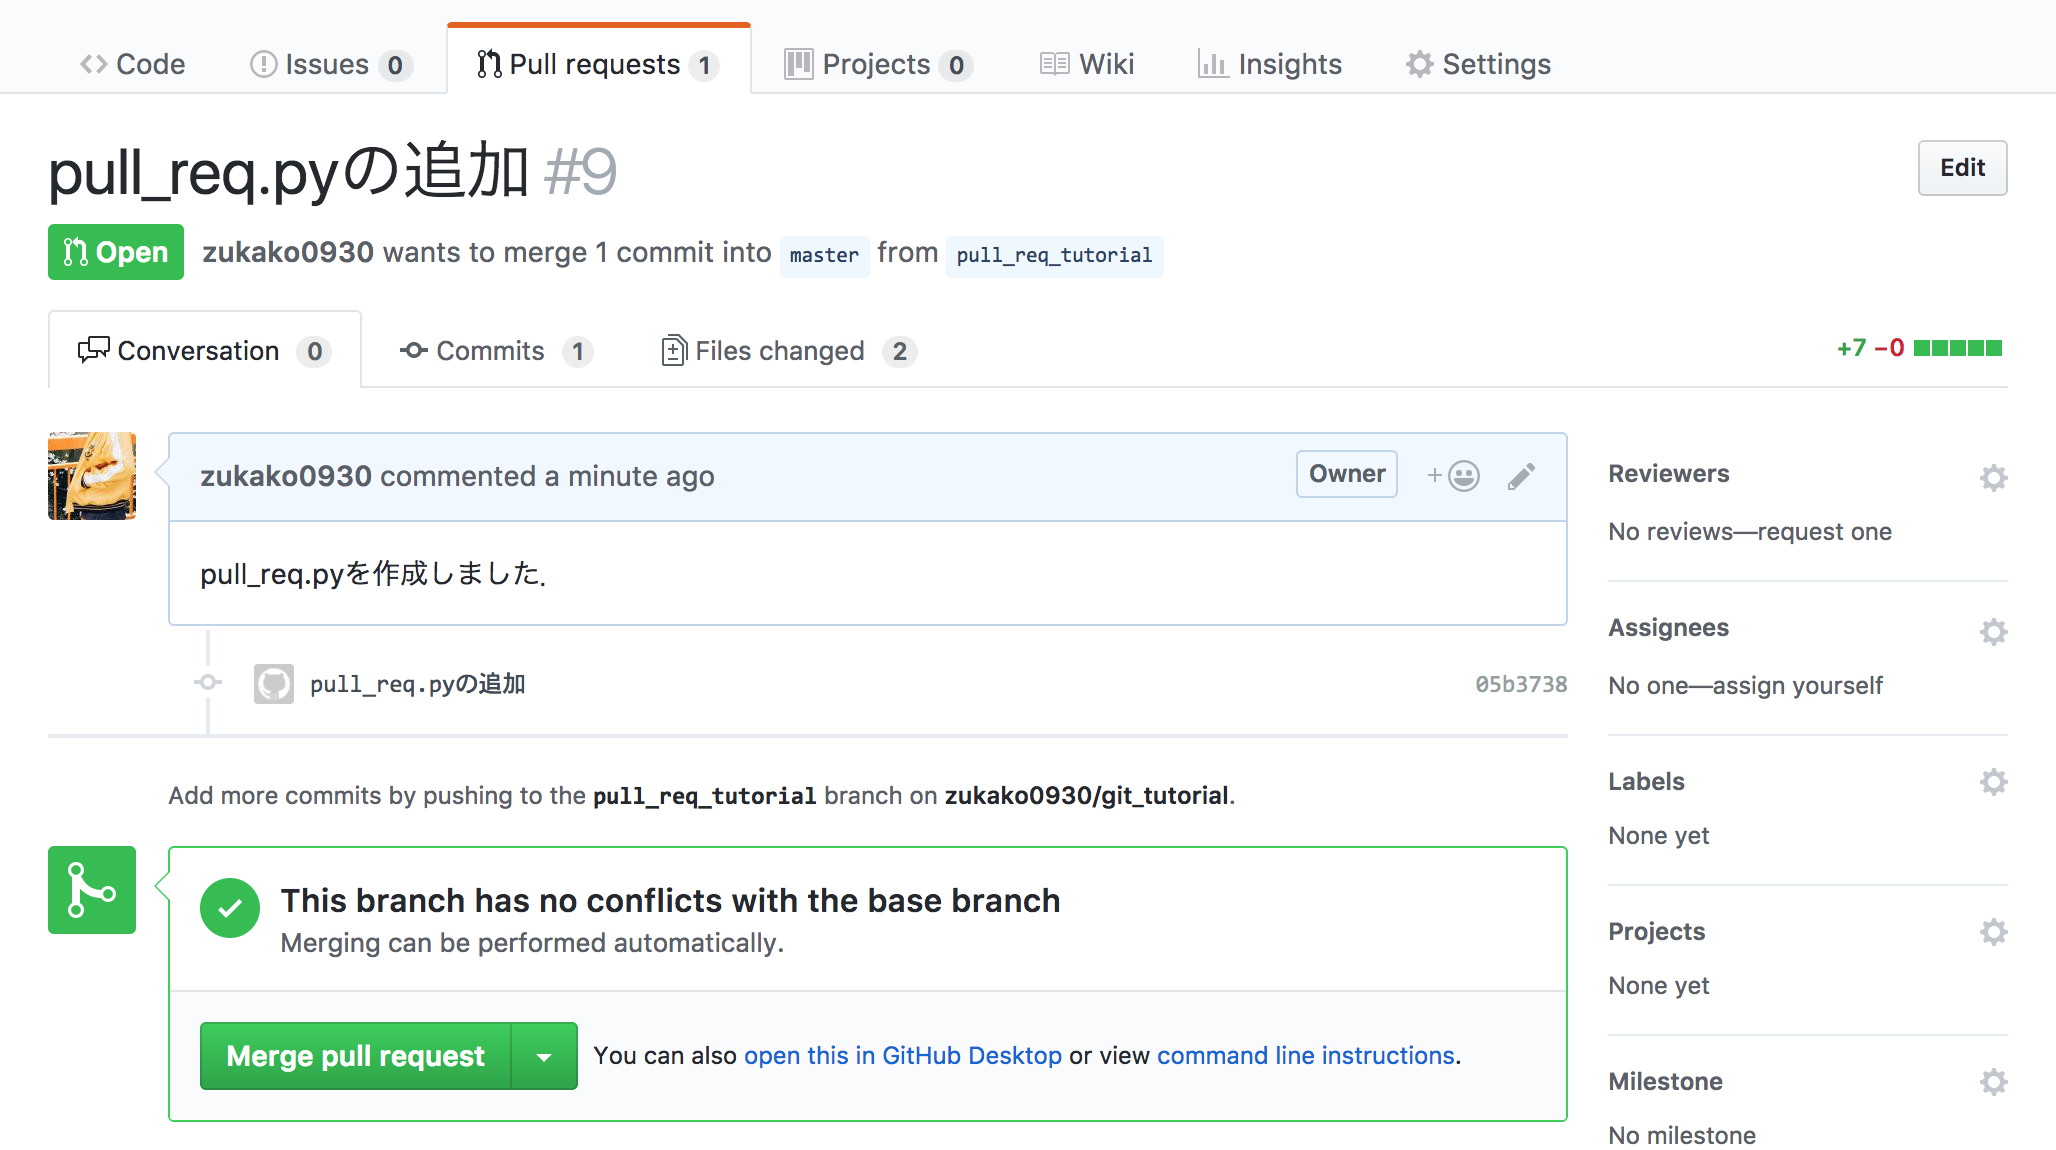 Code Issues 0 Pull requests 1 Projects 0 Wiki Insights Settings
pull_req.pyの追加 #9
Edit
Open zukako0930 wants to merge 1 commit into master from pull_req_tutorial
Conversation 0 Commits 1 Files changed 2 +7 −0
zukako0930 commented a minute ago Owner +
pull_req.pyを作成しました.
pull_req.pyの追加 05b3738
Add more commits by pushing to the pull_req_tutorial branch on zukako0930/git_tutorial.
This branch has no conflicts with the base branch
Merging can be performed automatically.
Merge pull request You can also open this in GitHub Desktop or view command line instructions.
Reviewers
No reviews—request one
Assignees
No one—assign yourself
Labels
None yet
Projects
None yet
Milestone
No milestone